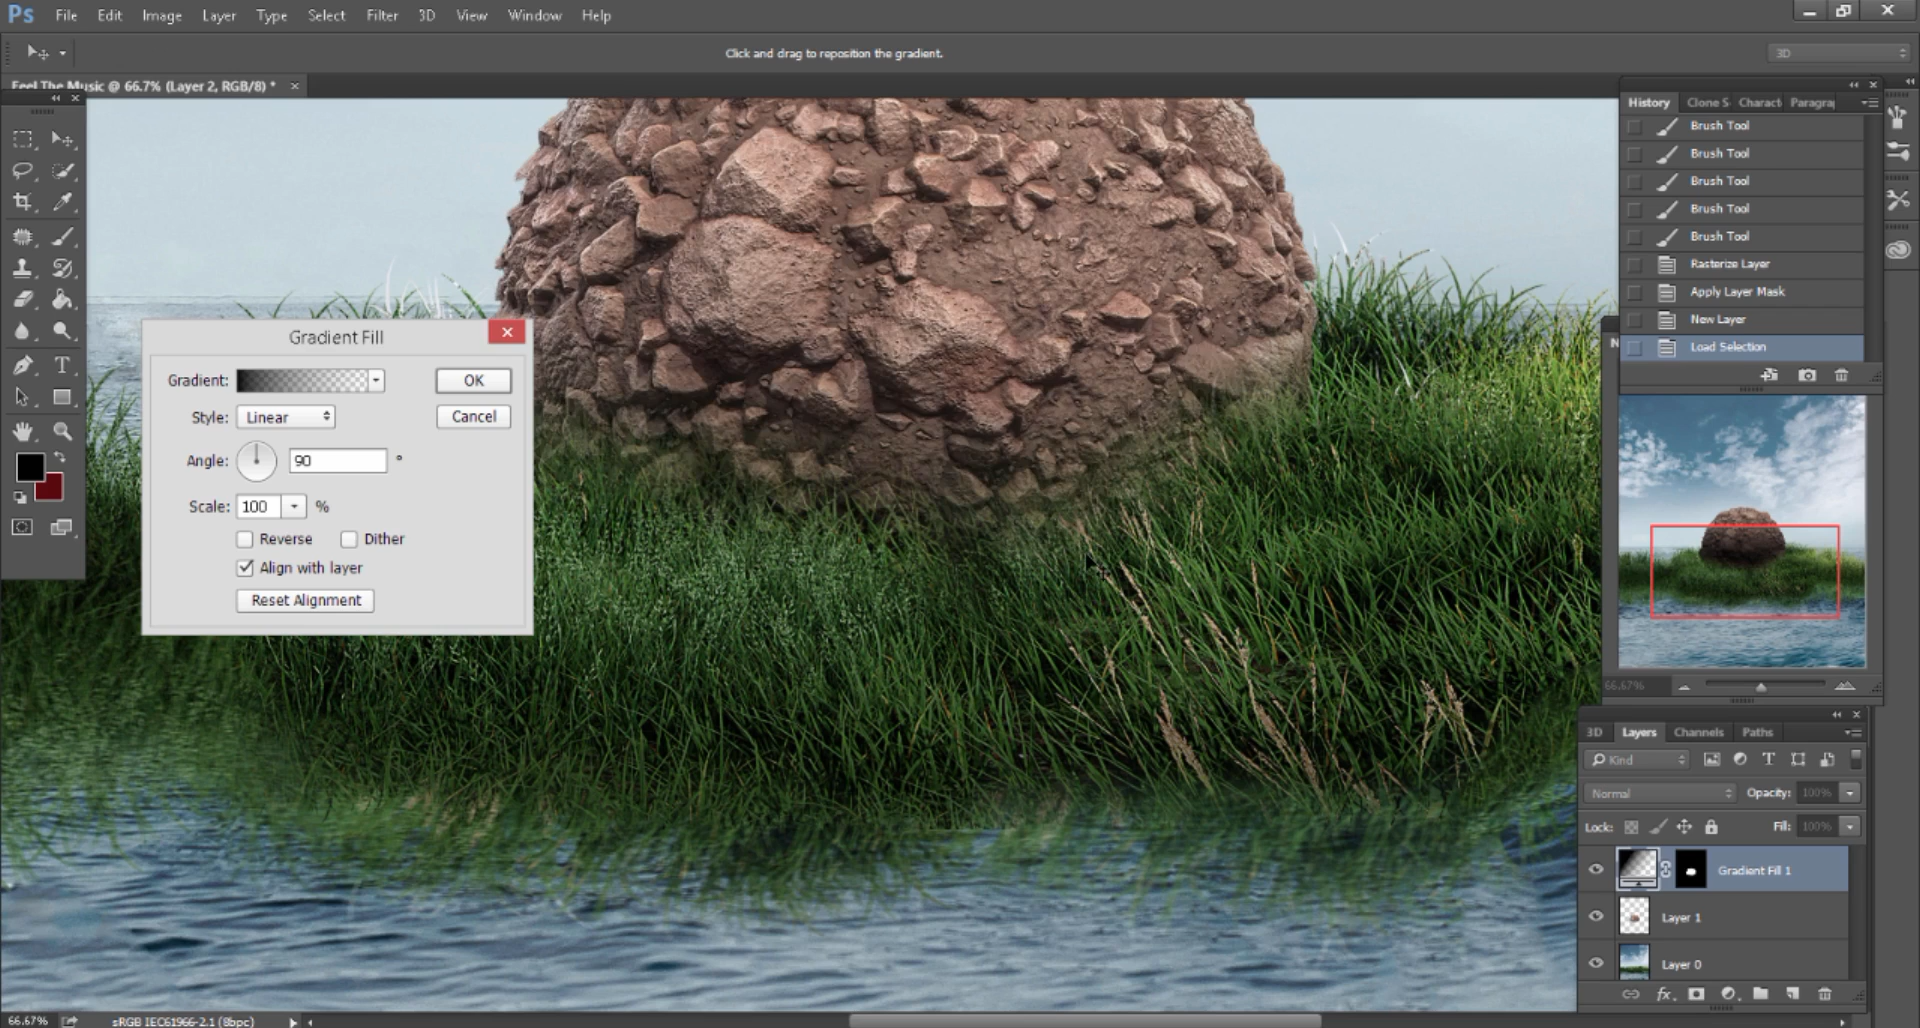 Ps File Edit Image Layer Type Select Filter 3D View Window Help
Click and drag to reposition the gradient.
3D
Feel The Music @ 66.7% (Layer 2, RGB/8) *
History Clone S Charact Paragra
Brush Tool
Brush Tool
Brush Tool
Brush Tool
Brush Tool
Rasterize Layer
Apply Layer Mask
New Layer
Load Selection
N
Gradient Fill
Gradient:
OK
Style: Linear
Cancel
Angle: 90 °
Scale: 100 %
Reverse Dither
Align with layer
Reset Alignment
66.67%
3D Layers Channels Paths
Kind
Normal Opacity: 100%
Lock: Fill: 100%
Gradient Fill 1
Layer 1
Layer 0
fx
66.67% sRGB IEC61966-2.1 (8bpc)